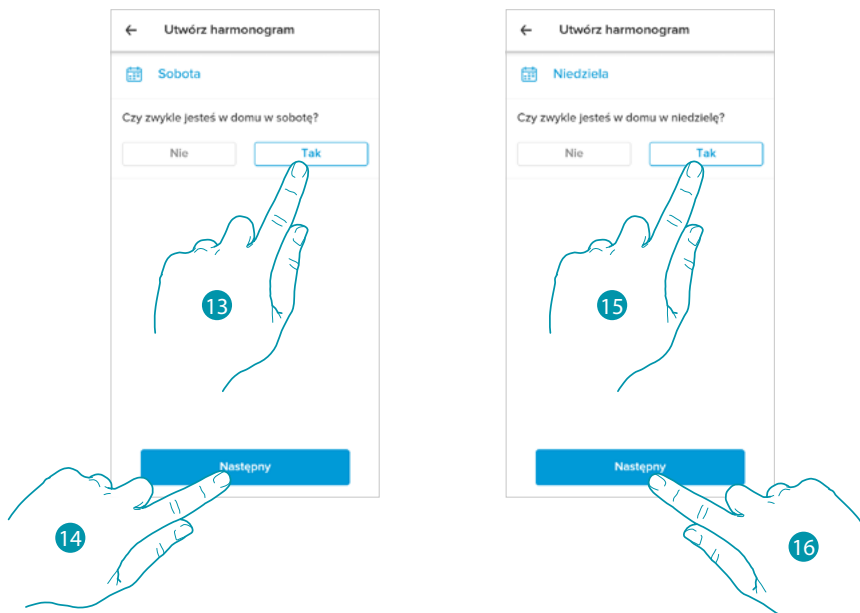 Utwórz harmonogram
Sobota
Czy zwykle jesteś w domu w sobotę?
Nie
Tak
13
Następny
14
Utwórz harmonogram
Niedziela
Czy zwykle jesteś w domu w niedzielę?
Nie
Tak
15
Następny
16